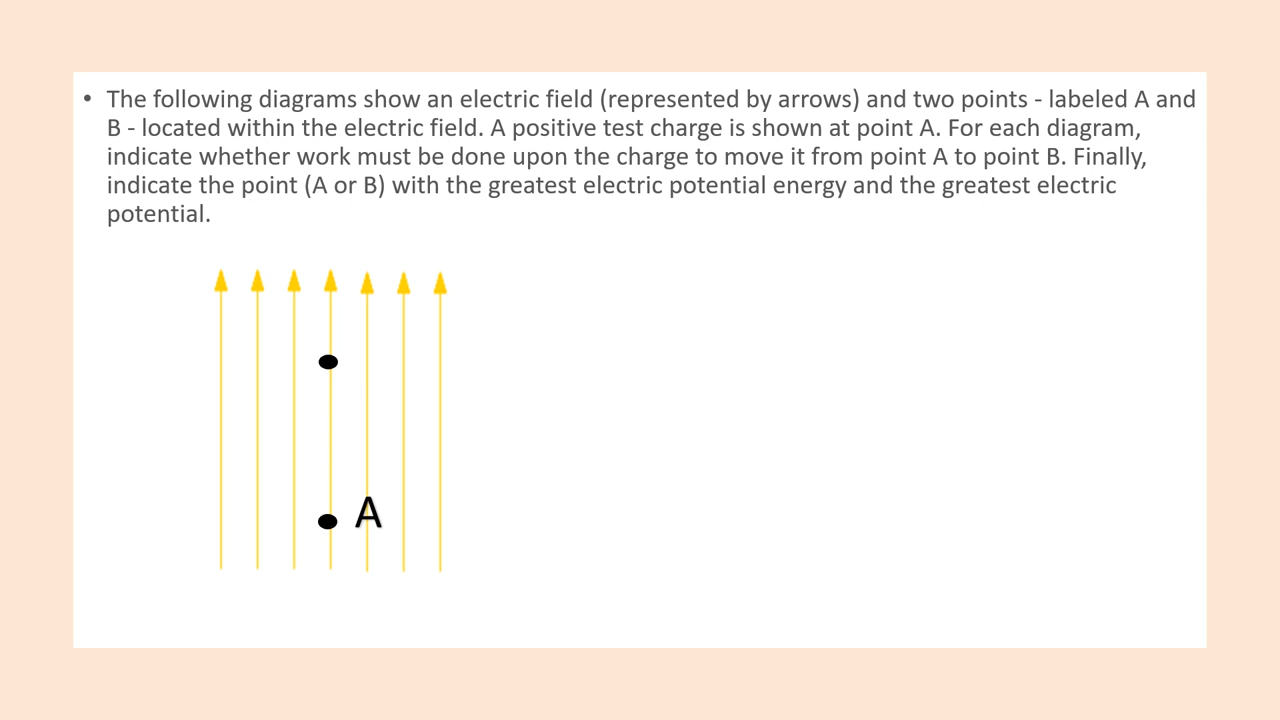 • The following diagrams show an electric field (represented by arrows) and two points - labeled A and
B - located within the electric field. A positive test charge is shown at point A. For each diagram,
indicate whether work must be done upon the charge to move it from point A to point B. Finally,
indicate the point (A or B) with the greatest electric potential energy and the greatest electric
potential.
A